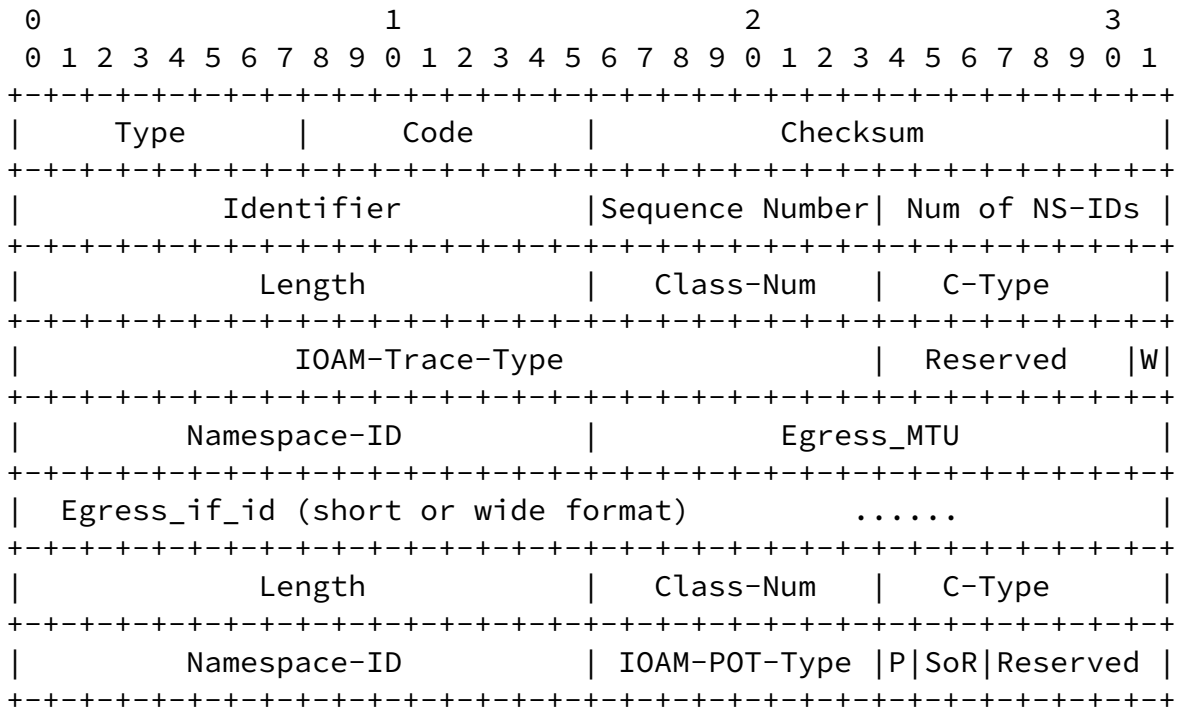 0                   1                   2                   3
 0 1 2 3 4 5 6 7 8 9 0 1 2 3 4 5 6 7 8 9 0 1 2 3 4 5 6 7 8 9 0 1
+-+-+-+-+-+-+-+-+-+-+-+-+-+-+-+-+-+-+-+-+-+-+-+-+-+-+-+-+-+-+-+-+
|     Type      |     Code      |          Checksum             |
+-+-+-+-+-+-+-+-+-+-+-+-+-+-+-+-+-+-+-+-+-+-+-+-+-+-+-+-+-+-+-+-+
|           Identifier          |Sequence Number| Num of NS-IDs |
+-+-+-+-+-+-+-+-+-+-+-+-+-+-+-+-+-+-+-+-+-+-+-+-+-+-+-+-+-+-+-+-+
|             Length            |   Class-Num   |   C-Type      |
+-+-+-+-+-+-+-+-+-+-+-+-+-+-+-+-+-+-+-+-+-+-+-+-+-+-+-+-+-+-+-+-+
|               IOAM-Trace-Type                 |  Reserved   |W|
+-+-+-+-+-+-+-+-+-+-+-+-+-+-+-+-+-+-+-+-+-+-+-+-+-+-+-+-+-+-+-+-+
|         Namespace-ID          |          Egress_MTU           |
+-+-+-+-+-+-+-+-+-+-+-+-+-+-+-+-+-+-+-+-+-+-+-+-+-+-+-+-+-+-+-+-+
|  Egress_if_id (short or wide format)         ......           |
+-+-+-+-+-+-+-+-+-+-+-+-+-+-+-+-+-+-+-+-+-+-+-+-+-+-+-+-+-+-+-+-+
|             Length            |   Class-Num   |   C-Type      |
+-+-+-+-+-+-+-+-+-+-+-+-+-+-+-+-+-+-+-+-+-+-+-+-+-+-+-+-+-+-+-+-+
|         Namespace-ID          | IOAM-POT-Type |P|SoR|Reserved |
+-+-+-+-+-+-+-+-+-+-+-+-+-+-+-+-+-+-+-+-+-+-+-+-+-+-+-+-+-+-+-+-+